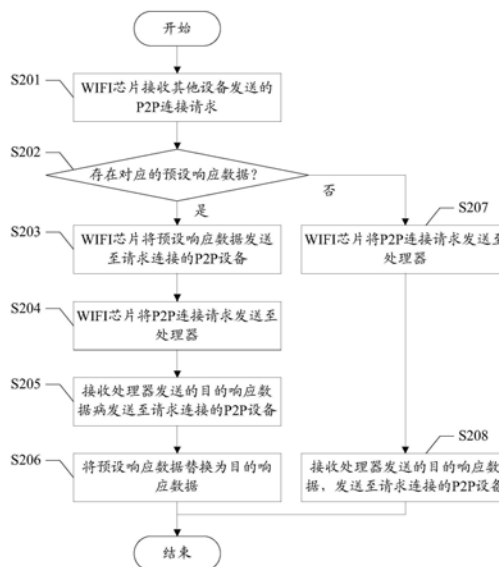 开始
S201
WIFI芯片接收其他设备发送的
P2P连接请求
S202
存在对应的预设响应数据?
否
是
S207
S203
WIFI芯片将预设响应数据发送
至请求连接的P2P设备
WIFI芯片将P2P连接请求发送至
处理器
S204
WIFI芯片将P2P连接请求发送至
处理器
S205
接收处理器发送的目的响应数
据病发送至请求连接的P2P设备
S208
S206
将预设响应数据替换为目的响
应数据
接收处理器发送的目的响应数
据，发送至请求连接的P2P设备
结束